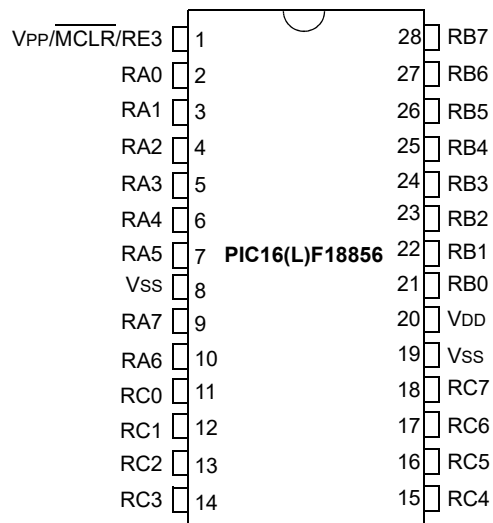 VPP/MCLR/RE3 1 28 RB7
RA0 2 27 RB6
RA1 3 26 RB5
RA2 4 25 RB4
RA3 5 24 RB3
RA4 6 23 RB2
RA5 7 PIC16(L)F18856 22 RB1
VSS 8 21 RB0
RA7 9 20 VDD
RA6 10 19 VSS
RC0 11 18 RC7
RC1 12 17 RC6
RC2 13 16 RC5
RC3 14 15 RC4